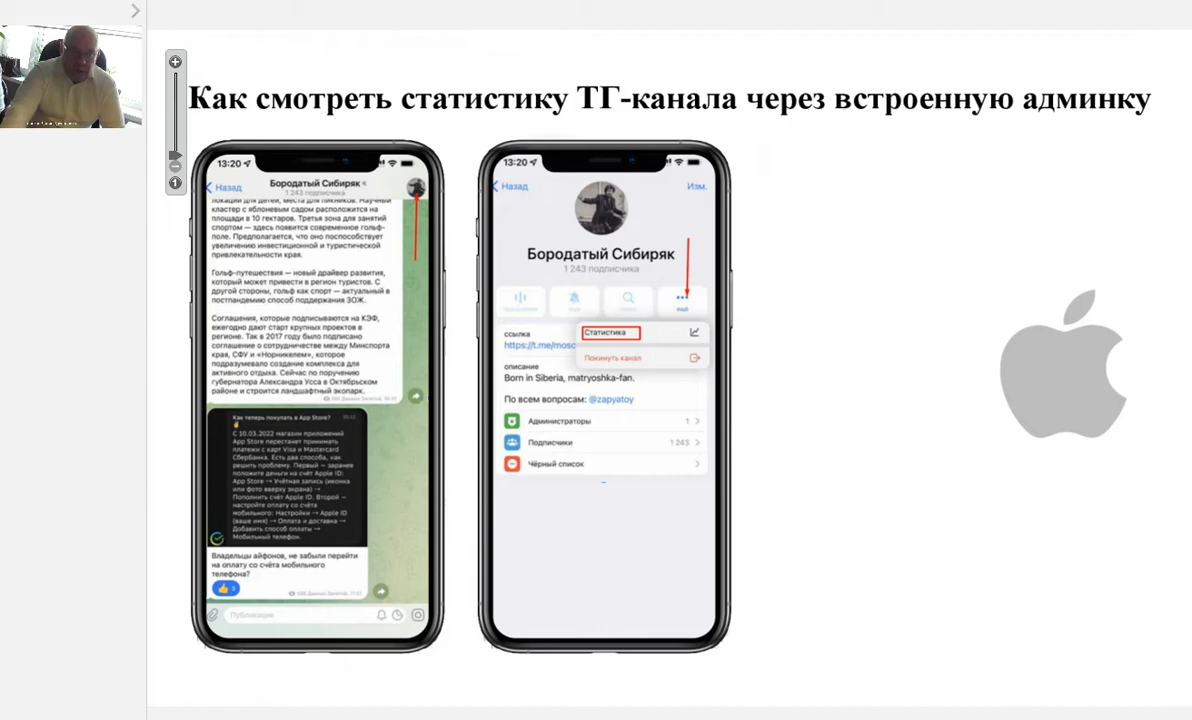 Как смотреть статистику ТГ-канала через встроенную админку
13:20
Назад
Бородатый Сибиряк
1 243 подписчика
локации для детей, места для пикников. Научный
кластер с яблоневым садом расположится на
площади в 10 гектаров. Третья зона для занятий
спортом — здесь появится современное гольф-
поле. Предполагается, что оно поспособствует
увеличению инвестиционной и туристической
привлекательности края.
Гольф-путешествия — новый драйвер развития,
который может привести в регион туристов. С
другой стороны, гольф как спорт — актуальный в
постпандемию способ поддержания ЗОЖ.
Соглашения, которые подписываются на КЭФ,
ежегодно дают старт крупных проектов в
регионе. Так в 2017 году было подписано
соглашение о сотрудничестве между Минспорта
края, СФУ и «Норникелем», которое
подразумевало создание комплекса для
активного отдыха. Сейчас по поручению
губернатора Александра Усса в Октябрьском
районе и строится ландшафтный экопарк.
Как теперь покупать в App Store?
С 10.03.2022 магазин приложений
App Store перестанет принимать
платежи с карт Visa и Mastercard
Сбербанка. Есть два способа, как
решить проблему. Первый — заранее
положите деньги на счёт Apple ID:
App Store → Учётная запись (иконка
или фото вверху экрана) →
Пополнить счёт Apple ID. Второй —
настройте оплату со счёта
мобильного: Настройки → Apple ID
(ваше имя) → Оплата и доставка →
Добавить способ оплаты →
Мобильный телефон.
Владельцы айфонов, не забыли перейти
на оплату со счёта мобильного
телефона?
3
Публикация
13:20
Назад
Изм.
Бородатый Сибиряк
1 243 подписчика
ещё
ссылка
https://t.me/mosc
Статистика
Покинуть канал
описание
Born in Siberia, matryoshka-fan.
По всем вопросам: @zapyatoy
Администраторы 1
Подписчики 1 243
Чёрный список